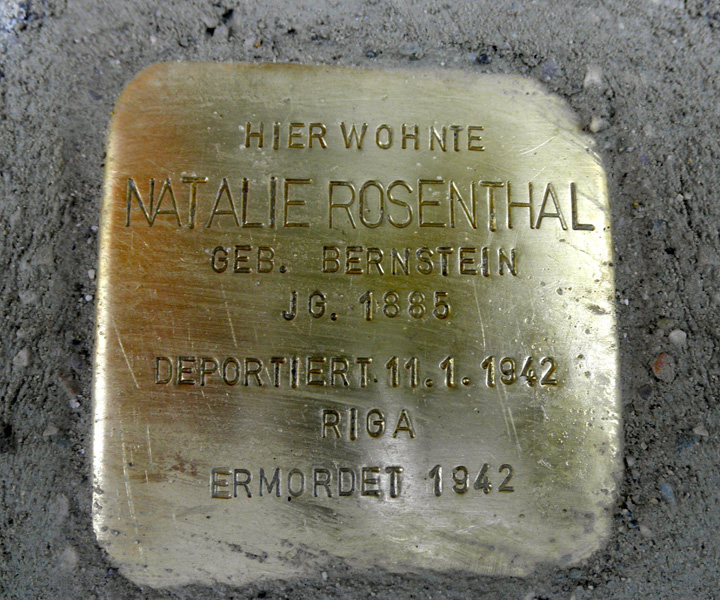 HIER WOHNTE
NATALIE ROSENTHAL
GEB. BERNSTEIN
JG. 1885
DEPORTIERT 11.1.1942
RIGA
ERMORDET 1942